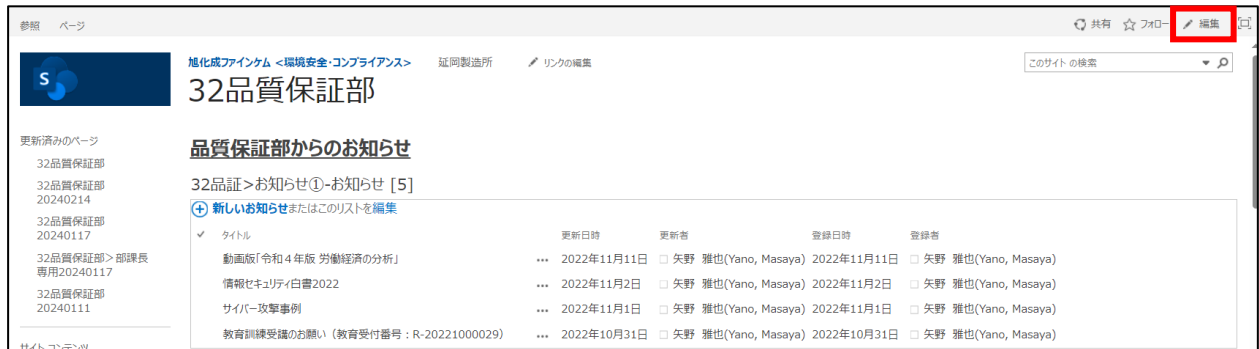 参照 ページ 共有 フォロー 編集
S 旭化成ファインケム <環境安全・コンプライアンス> 延岡製造所 リンクの編集 このサイト の検索
32品質保証部
更新済みのページ
32品質保証部
32品質保証部
20240214
32品質保証部
20240117
32品質保証部>部課長
専用20240117
32品質保証部
20240111
サイト コンテンツ
品質保証部からのお知らせ
32品証>お知らせ①-お知らせ [5]
新しいお知らせまたはこのリストを編集
タイトル 更新日時 更新者 登録日時 登録者
動画版「令和4年版 労働経済の分析」 ... 2022年11月11日 矢野 雅也(Yano, Masaya) 2022年11月11日 矢野 雅也(Yano, Masaya)
情報セキュリティ白書2022 ... 2022年11月2日 矢野 雅也(Yano, Masaya) 2022年11月2日 矢野 雅也(Yano, Masaya)
サイバー攻撃事例 ... 2022年11月1日 矢野 雅也(Yano, Masaya) 2022年11月1日 矢野 雅也(Yano, Masaya)
教育訓練受講のお願い（教育受付番号：R-20221000029） ... 2022年10月31日 矢野 雅也(Yano, Masaya) 2022年10月31日 矢野 雅也(Yano, Masaya)